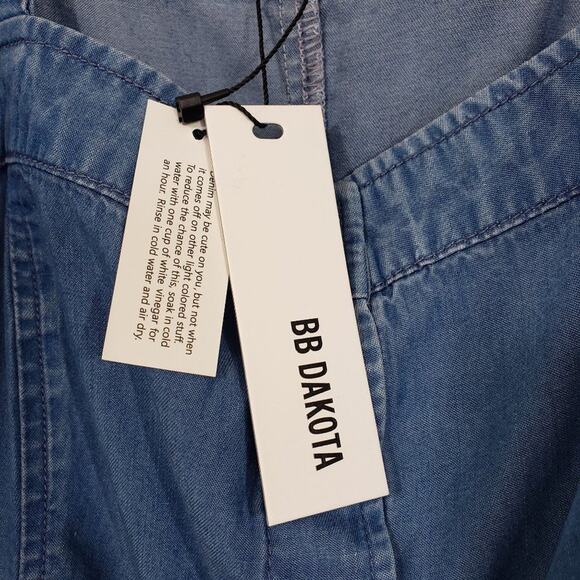 Denim may be cute on you, but not when
it comes off on other light colored stuff.
To reduce the chance of this, soak in cold
water with one cup of white vinegar for
an hour. Rinse in cold water and air dry.
BB DAKOTA